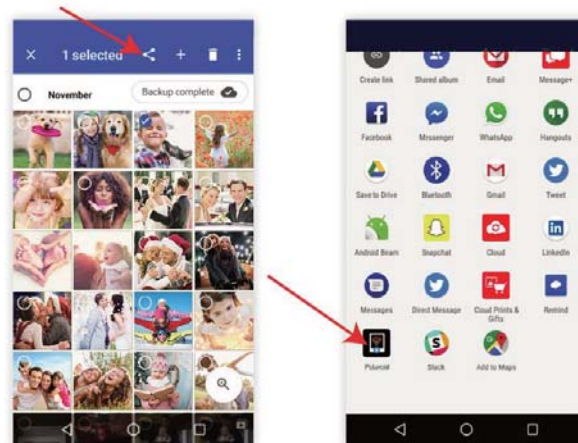 1 selected
November
Backup complete
Create link Shared album Email Message+
Facebook Messenger WhatsApp Hangouts
Save to Drive Bluetooth Gmail Tweet
Android Beam Snapchat Cloud LinkedIn
Messages Direct Message Cloud Prints & Gifts Remind
Polaroid Slack Add to Maps